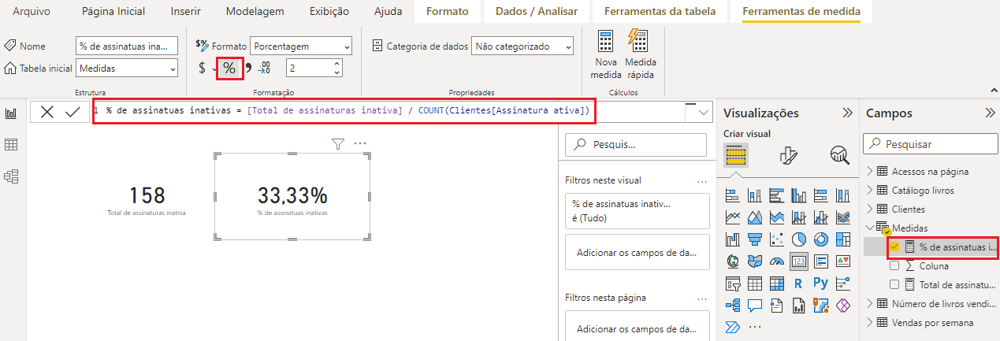 Arquivo Página Inicial Inserir Modelagem Exibição Ajuda Formato Dados / Analisar Ferramentas da tabela Ferramentas de medida
Nome % de assinatuas ina...
Tabela inicial Medidas
Estrutura
$% Formato Porcentagem
$ % 2
Formatação
Categoria de dados Não categorizado
Propriedades
Nova medida
Medida rápida
Cálculos
1 % de assinatuas inativas = [Total de assinaturas inativa] / COUNT(Clientes[Assinatura ativa])
158
Total de assinaturas inativa
33,33%
% de assinatuas inativas
Pesquis...
Filtros neste visual ...
% de assinatuas inativ...
é (Tudo)
Adicionar os campos de da...
Filtros nesta página ...
Adicionar os campos de da...
Visualizações
Criar visual
123
R Py
...
Campos
Pesquisar
Acessos na página
Catálogo livros
Clientes
Medidas
% de assinatuas i...
Coluna
Total de assinatu...
Número de livros vendi...
Vendas por semana